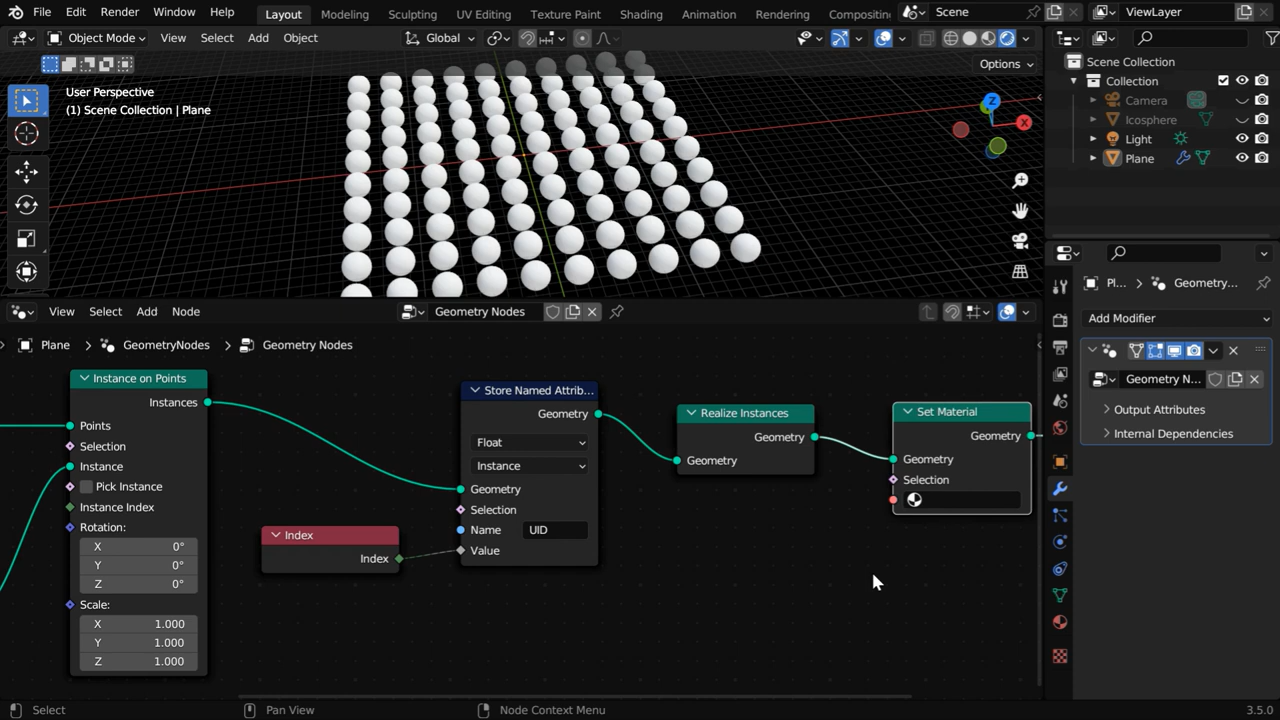 File Edit Render Window Help Layout Modeling Sculpting UV Editing Texture Paint Shading Animation Rendering Compositing Scene ViewLayer
Object Mode View Select Add Object Global
Options
User Perspective
(1) Scene Collection | Plane
Z
X
Scene Collection
Collection
Camera
Icosphere
Light
Plane
View Select Add Node Geometry Nodes
Plane > GeometryNodes > Geometry Nodes
Instance on Points
Instances
Points
Selection
Instance
Pick Instance
Instance Index
Rotation:
X 0°
Y 0°
Z 0°
Scale:
X 1.000
Y 1.000
Z 1.000
Index
Index
Store Named Attrib...
Geometry
Float
Instance
Geometry
Selection
Name UID
Value
Realize Instances
Geometry
Geometry
Set Material
Geometry
Geometry
Selection
Pl... > Geometry...
Add Modifier
Geometry N...
Output Attributes
Internal Dependencies
Select Pan View Node Context Menu 3.5.0